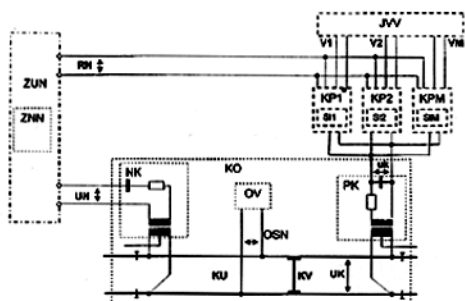 JVV
V1 V2 VM
RN
ZUN
ZNN
KP1 KP2 KPM
SI1 SI2 SIM
UN
NK
KO
OV
OSN
uk
PK
KU
KV
UK